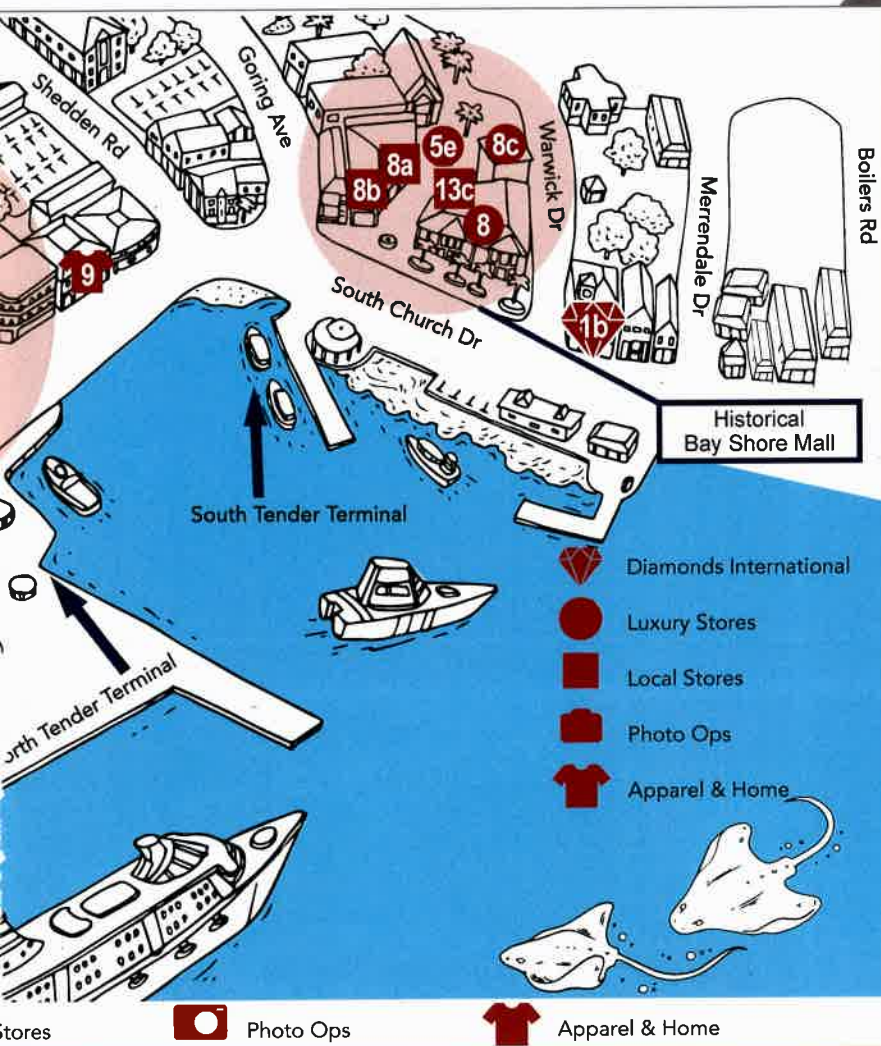 Shedden Rd
Goring Ave
5e
8c
8a
8b
13c
8
Warwick Dr
Merrendale Dr
Boilers Rd
9
1b
South Church Dr
Historical
Bay Shore Mall
South Tender Terminal
Diamonds International
Luxury Stores
Local Stores
Photo Ops
Apparel & Home
orth Tender Terminal
Stores
Photo Ops
Apparel & Home